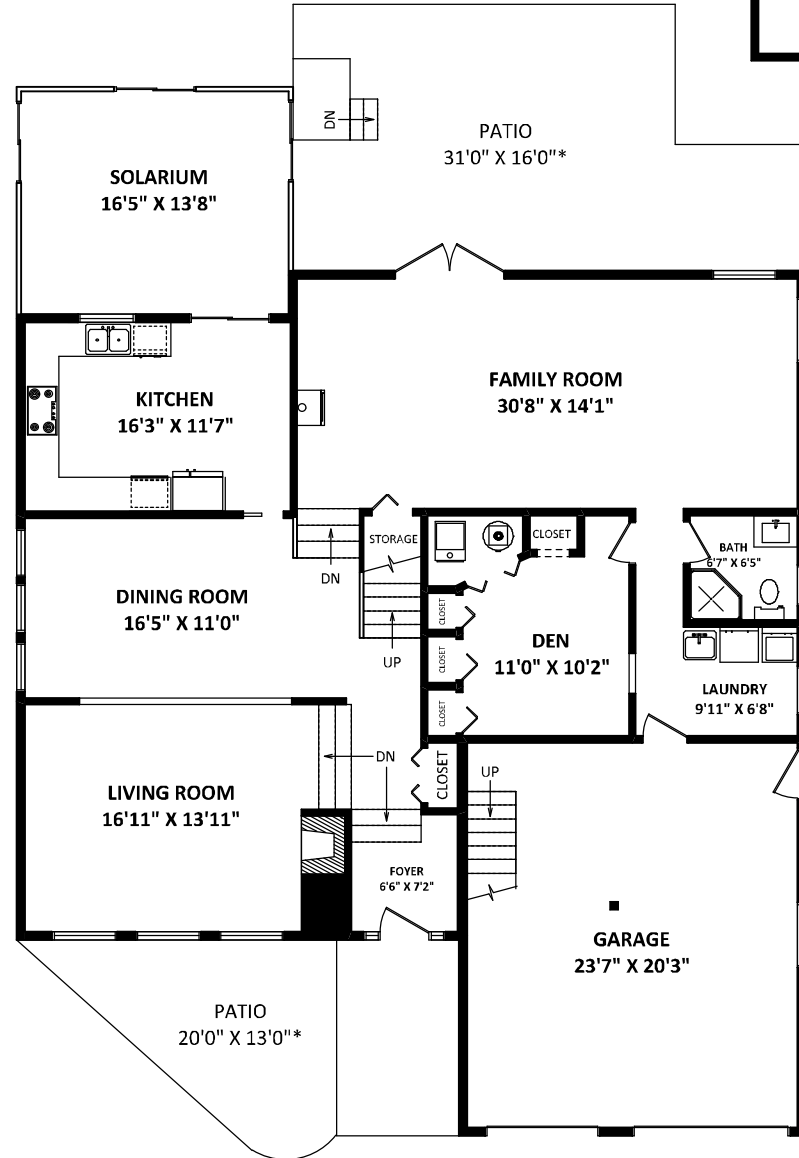 DN
PATIO
31'0" X 16'0"*
SOLARIUM
16'5" X 13'8"
KITCHEN
16'3" X 11'7"
FAMILY ROOM
30'8" X 14'1"
DN
STORAGE
UP
CLOSET
BATH
6'7" X 6'5"
DINING ROOM
16'5" X 11'0"
CLOSET
CLOSET
CLOSET
DEN
11'0" X 10'2"
LAUNDRY
9'11" X 6'8"
DN
CLOSET
UP
LIVING ROOM
16'11" X 13'11"
FOYER
6'6" X 7'2"
GARAGE
23'7" X 20'3"
PATIO
20'0" X 13'0"*